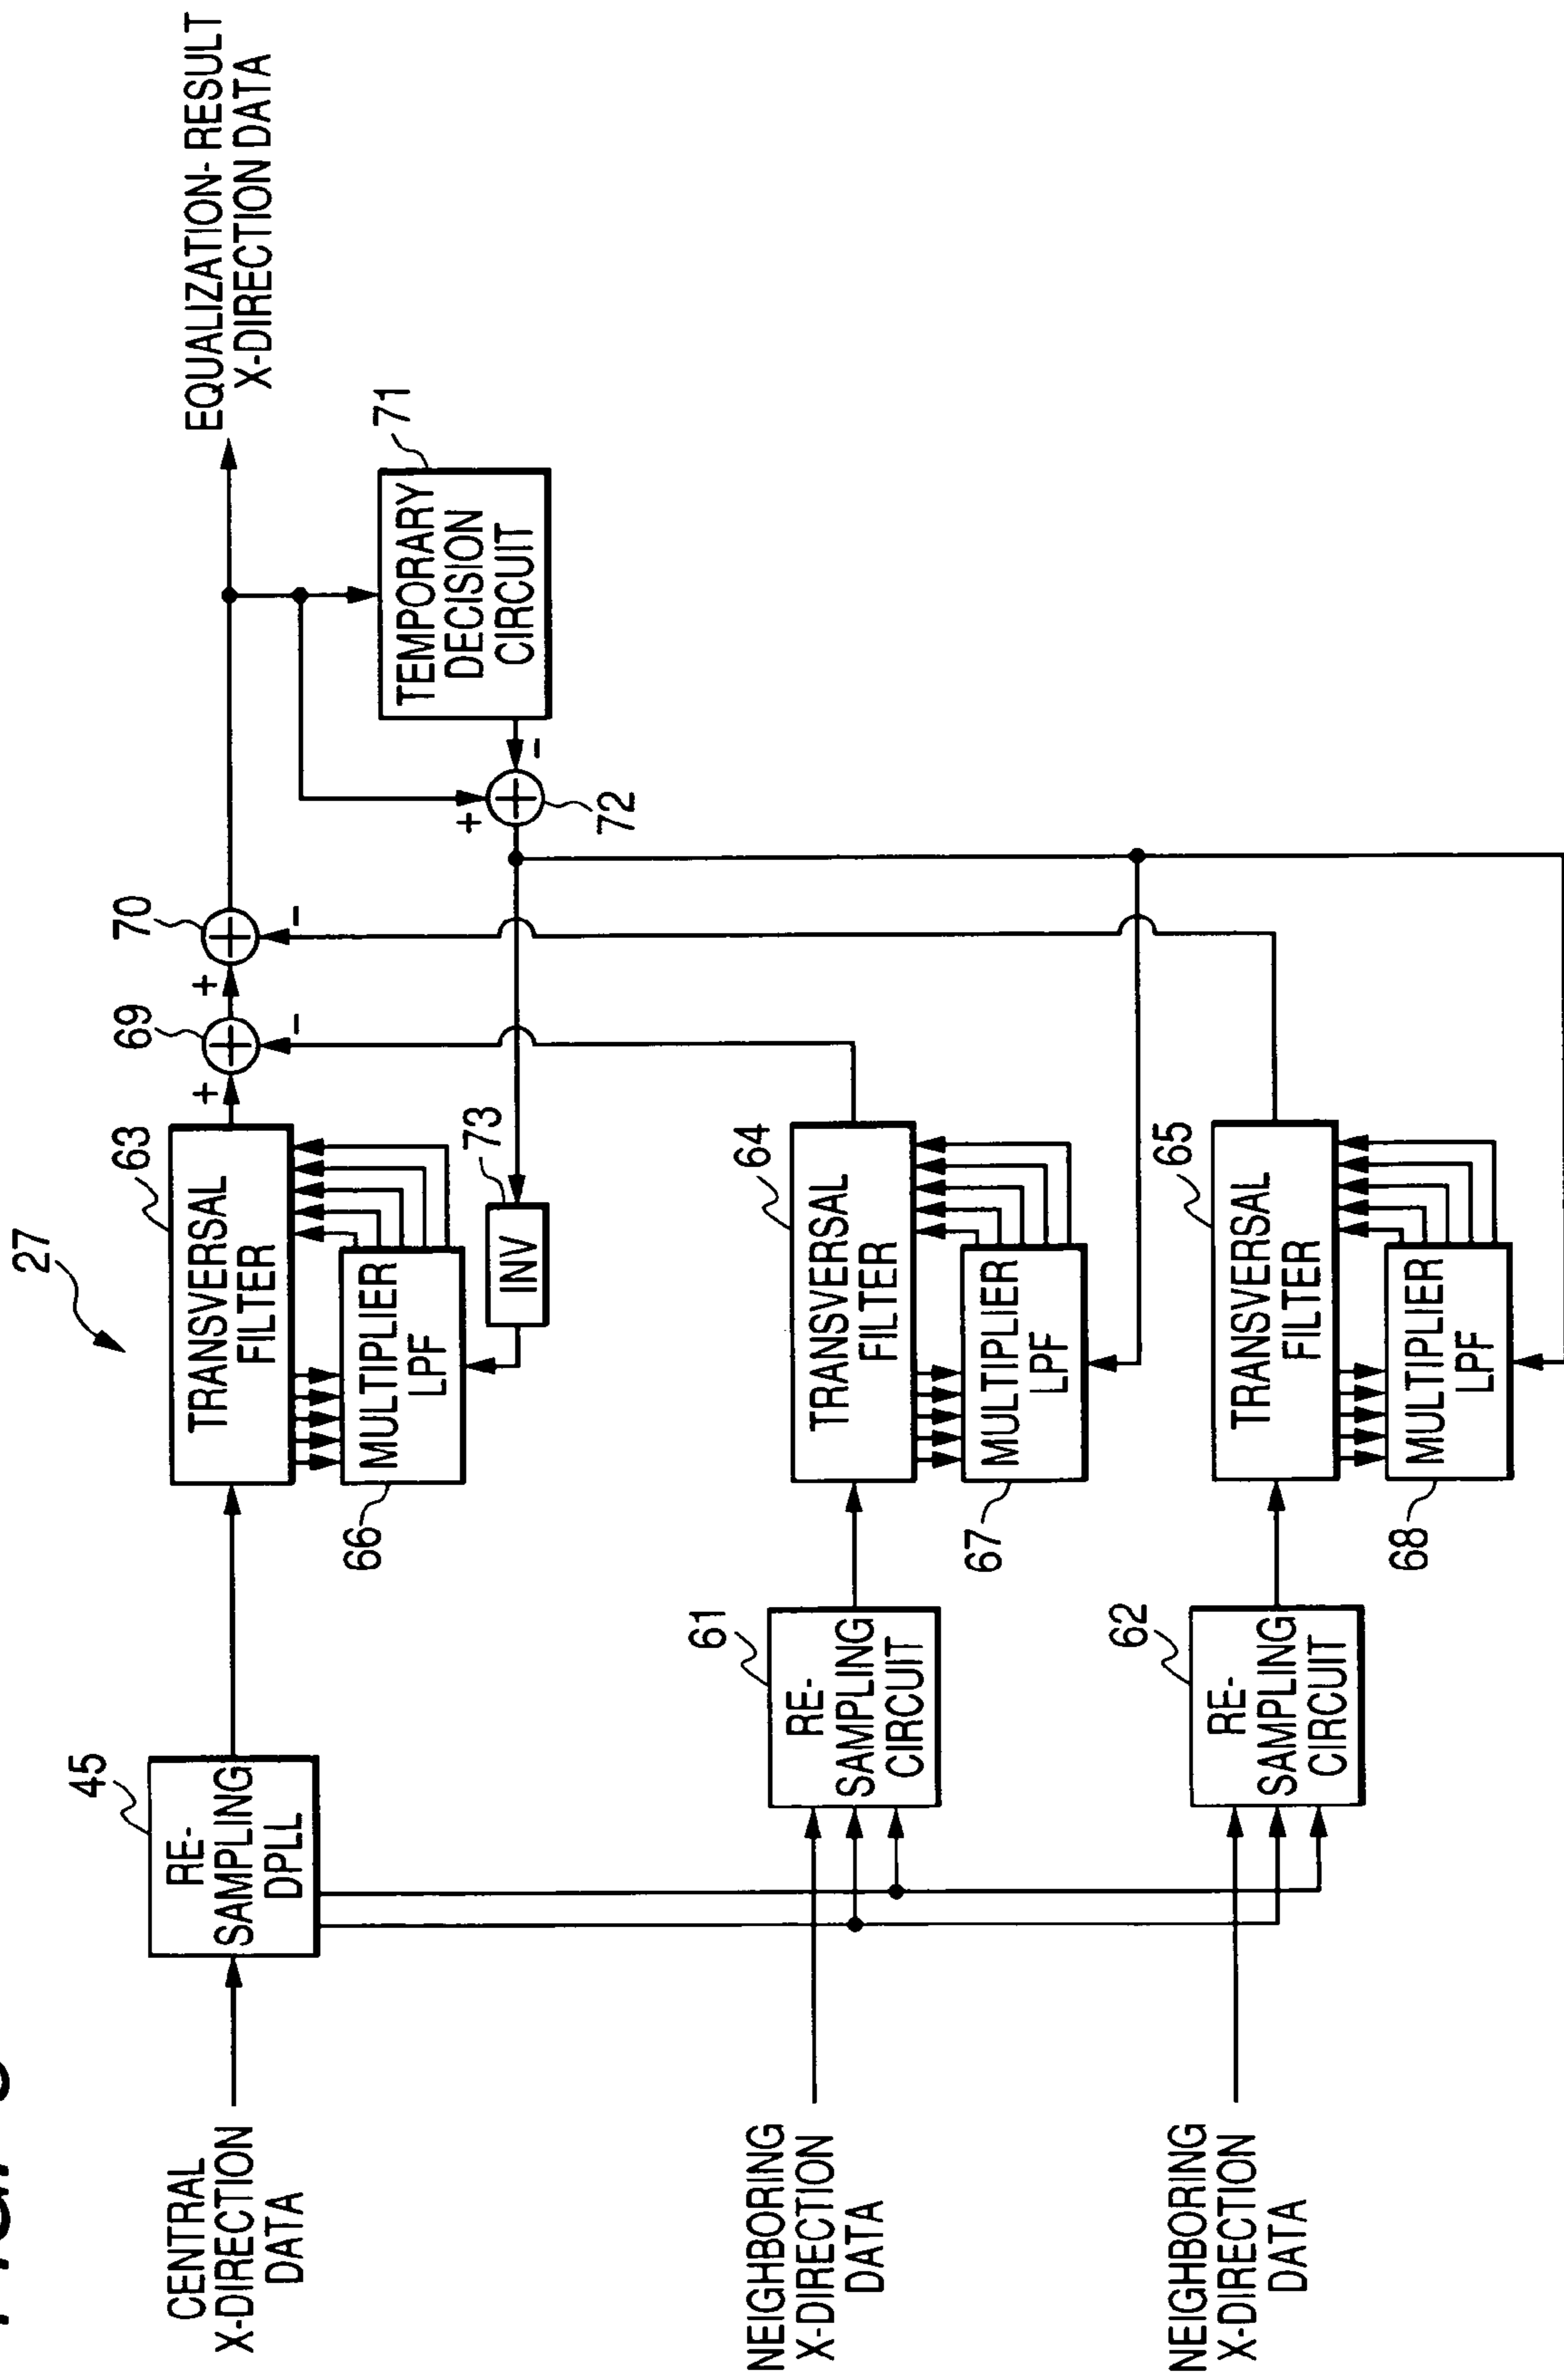 27
CENTRAL
X-DIRECTION
DATA
45
RE-
SAMPLING
DPLL
63
TRANSVERSAL
FILTER
66
MULTIPLIER
LPF
73
INV
69
+
-
70
+
-
EQUALIZATION- RESULT
X-DIRECTION DATA
71
TEMPORARY
DECISION
CIRCUIT
72
+
-
NEIGHBORING
X-DIRECTION
DATA
61
RE-
SAMPLING
CIRCUIT
64
TRANSVERSAL
FILTER
67
MULTIPLIER
LPF
NEIGHBORING
X-DIRECTION
DATA
62
RE-
SAMPLING
CIRCUIT
65
TRANSVERSAL
FILTER
68
MULTIPLIER
LPF